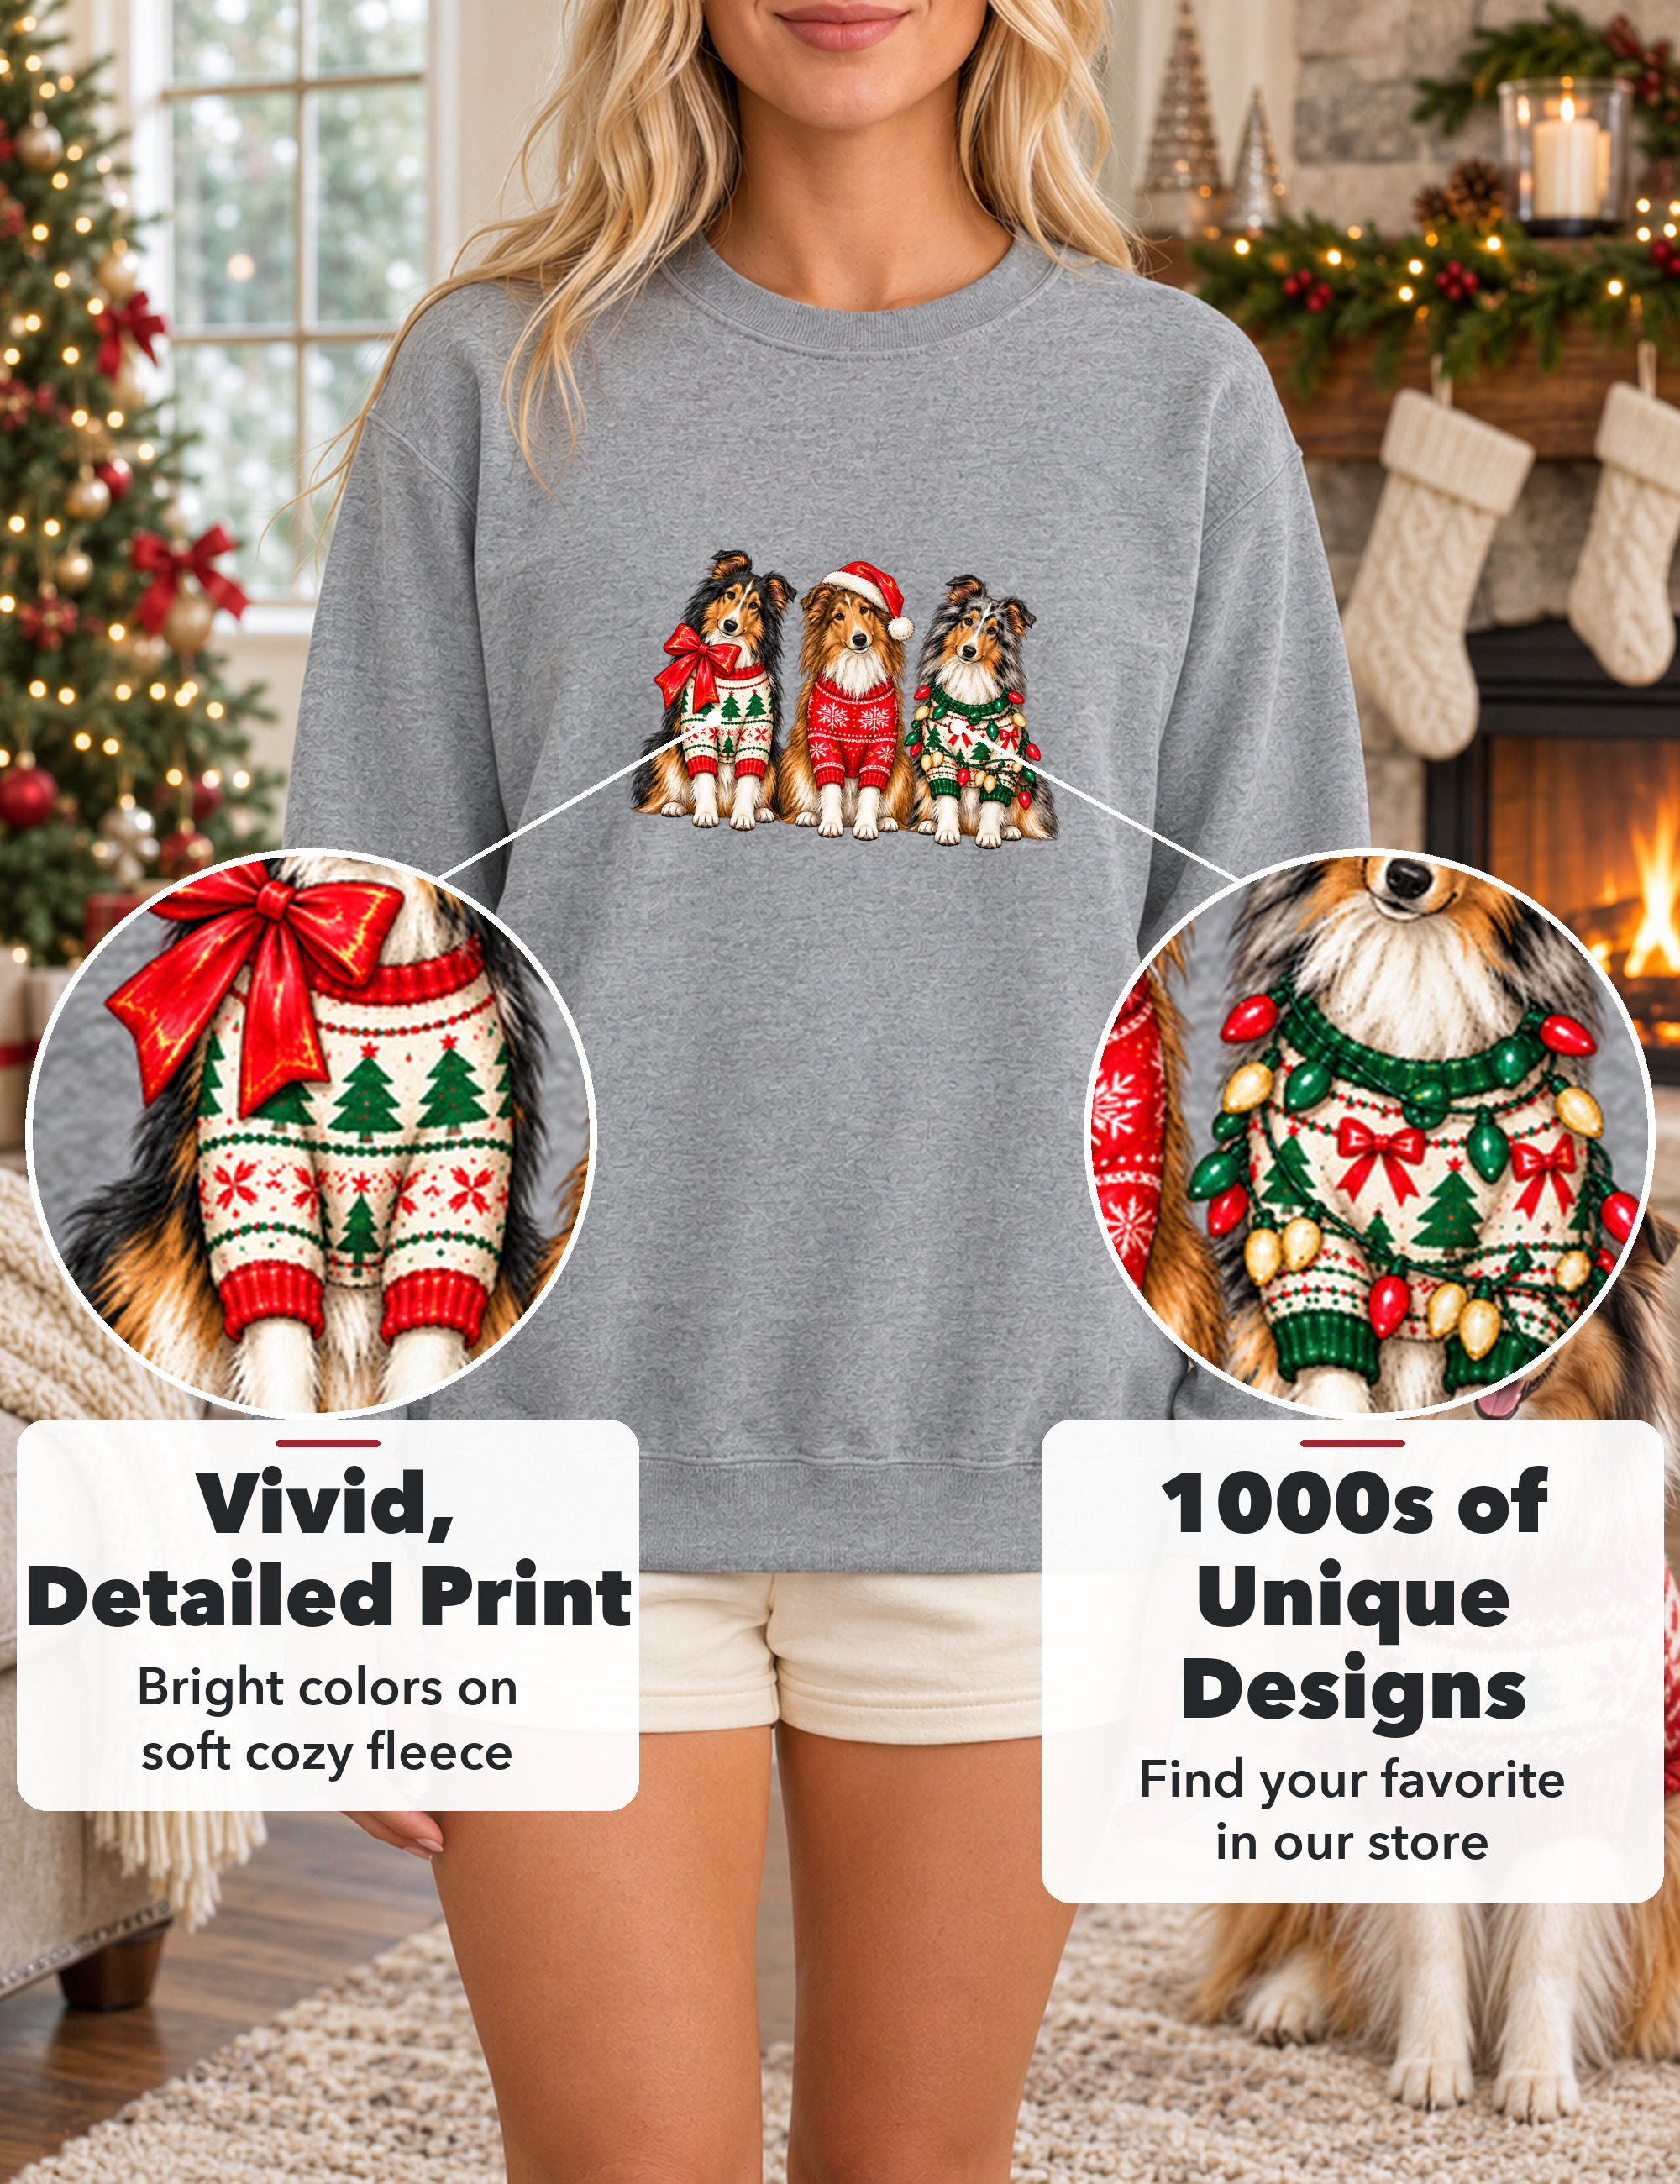 Vivid,
Detailed Print
Bright colors on
soft cozy fleece
1000s of
Unique
Designs
Find your favorite
in our store